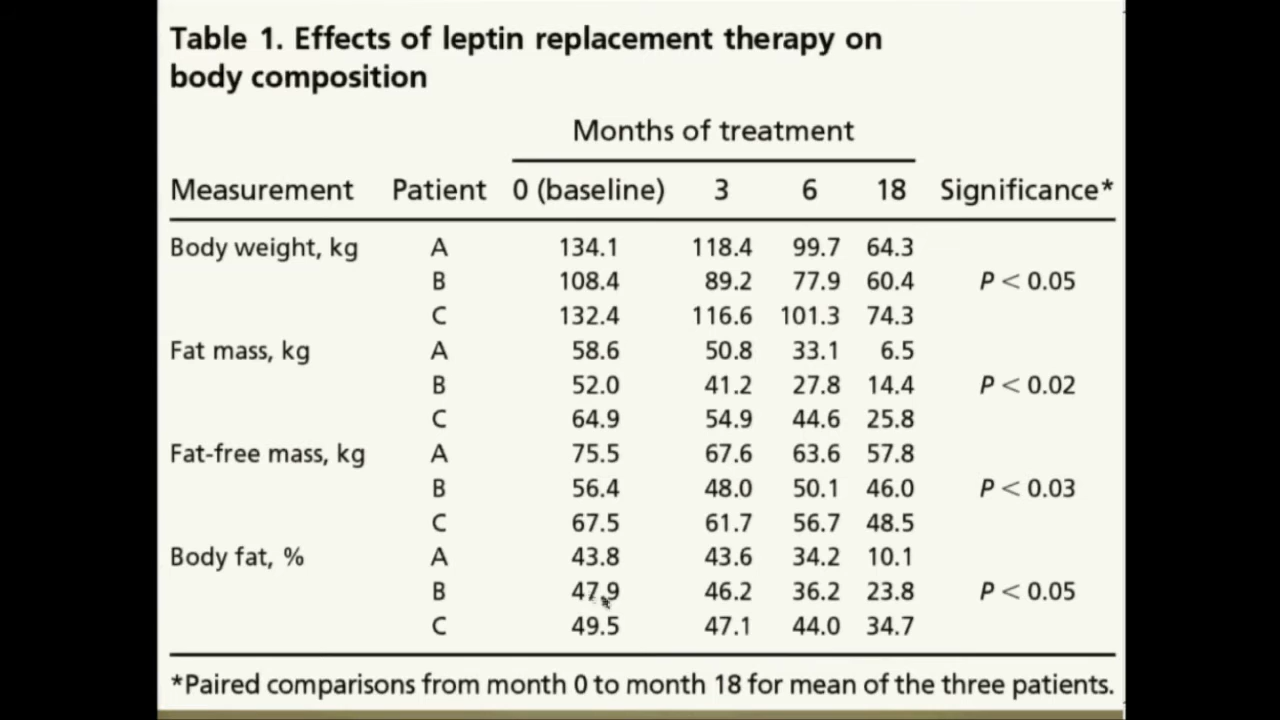 Table 1. Effects of leptin replacement therapy on
body composition
Months of treatment
Measurement Patient 0 (baseline) 3 6 18 Significance*
Body weight, kg A 134.1 118.4 99.7 64.3
B 108.4 89.2 77.9 60.4 P < 0.05
C 132.4 116.6 101.3 74.3
Fat mass, kg A 58.6 50.8 33.1 6.5
B 52.0 41.2 27.8 14.4 P < 0.02
C 64.9 54.9 44.6 25.8
Fat-free mass, kg A 75.5 67.6 63.6 57.8
B 56.4 48.0 50.1 46.0 P < 0.03
C 67.5 61.7 56.7 48.5
Body fat, % A 43.8 43.6 34.2 10.1
B 47.9 46.2 36.2 23.8 P < 0.05
C 49.5 47.1 44.0 34.7
*Paired comparisons from month 0 to month 18 for mean of the three patients.